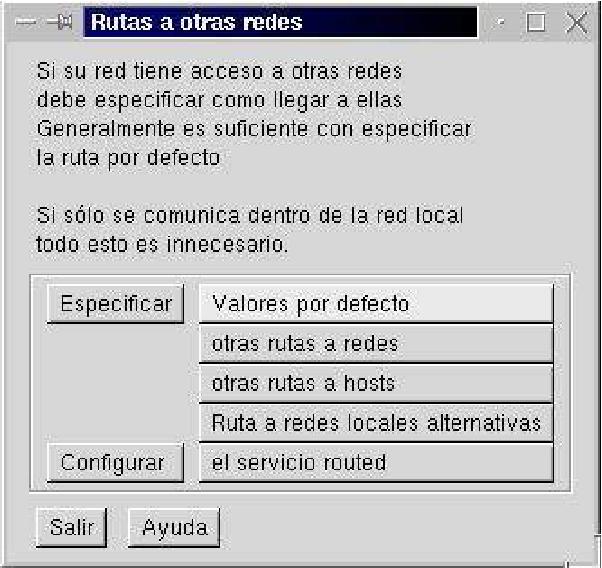 Rutas a otras redes
Si su red tiene acceso a otras redes
debe especificar como llegar a ellas
Generalmente es suficiente con especificar
la ruta por defecto
Si sólo se comunica dentro de la red local
todo esto es innecesario.
Especificar Valores por defecto
otras rutas a redes
otras rutas a hosts
Ruta a redes locales alternativas
Configurar el servicio routed
Salir Ayuda